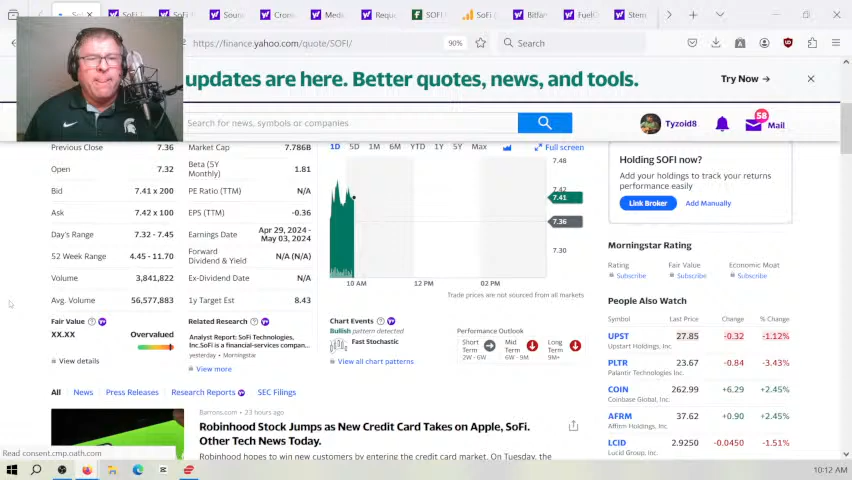 SoFi
SoFi
Soun
Crom
Medi
Requ
SOFI
SoFi (
Bitfar
FuelC
Stem
https://finance.yahoo.com/quote/SOFI/
90%
Search
updates are here. Better quotes, news, and tools.
Try Now →
Search for news, symbols or companies
Tyzoid8
58
Mail
Previous Close 7.36
Open 7.32
Bid 7.41 x 200
Ask 7.42 x 100
Day's Range 7.32 - 7.45
52 Week Range 4.45 - 11.70
Volume 3,841,822
Avg. Volume 56,577,883
Market Cap 7.786B
Beta (5Y
Monthly) 1.81
PE Ratio (TTM) N/A
EPS (TTM) -0.36
Earnings Date Apr 29, 2024 -
May 03, 2024
Forward
Dividend & Yield N/A (N/A)
Ex-Dividend Date N/A
1y Target Est 8.43
1D 5D 1M 6M YTD 1Y 5Y Max
Full screen
7.48
7.42
7.41
7.36
7.30
10 AM 12 PM 02 PM
Trade prices are not sourced from all markets
Holding SOFI now?
Add your holdings to track your returns
performance easily
Link Broker Add Manually
Morningstar Rating
Rating Fair Value Economic Moat
Subscribe Subscribe Subscribe
People Also Watch
Symbol Last Price Change % Change
UPST 27.85 -0.32 -1.12%
Upstart Holdings, Inc.
PLTR 23.67 -0.84 -3.43%
Palantir Technologies Inc.
COIN 262.99 +6.29 +2.45%
Coinbase Global, Inc.
AFRM 37.62 +0.90 +2.45%
Affirm Holdings, Inc.
LCID 2.9250 -0.0450 -1.51%
Lucid Group, Inc.
Fair Value
XX.XX Overvalued
View details
Related Research
Analyst Report: SoFi Technologies,
Inc.SoFi is a financial-services compan...
yesterday • Morningstar
View more
Chart Events
Bullish pattern detected
Fast Stochastic
View all chart patterns
Performance Outlook
Short
Term
2W - 6W
Mid
Term
6W - 9M
Long
Term
9M+
All News Press Releases Research Reports SEC Filings
Barrons.com • 23 hours ago
Robinhood Stock Jumps as New Credit Card Takes on Apple, SoFi.
Other Tech News Today.
Robinhood hopes to win new customers by entering the credit card market. On Tuesday, the
Read consent.cmp.oath.com
10:12 AM